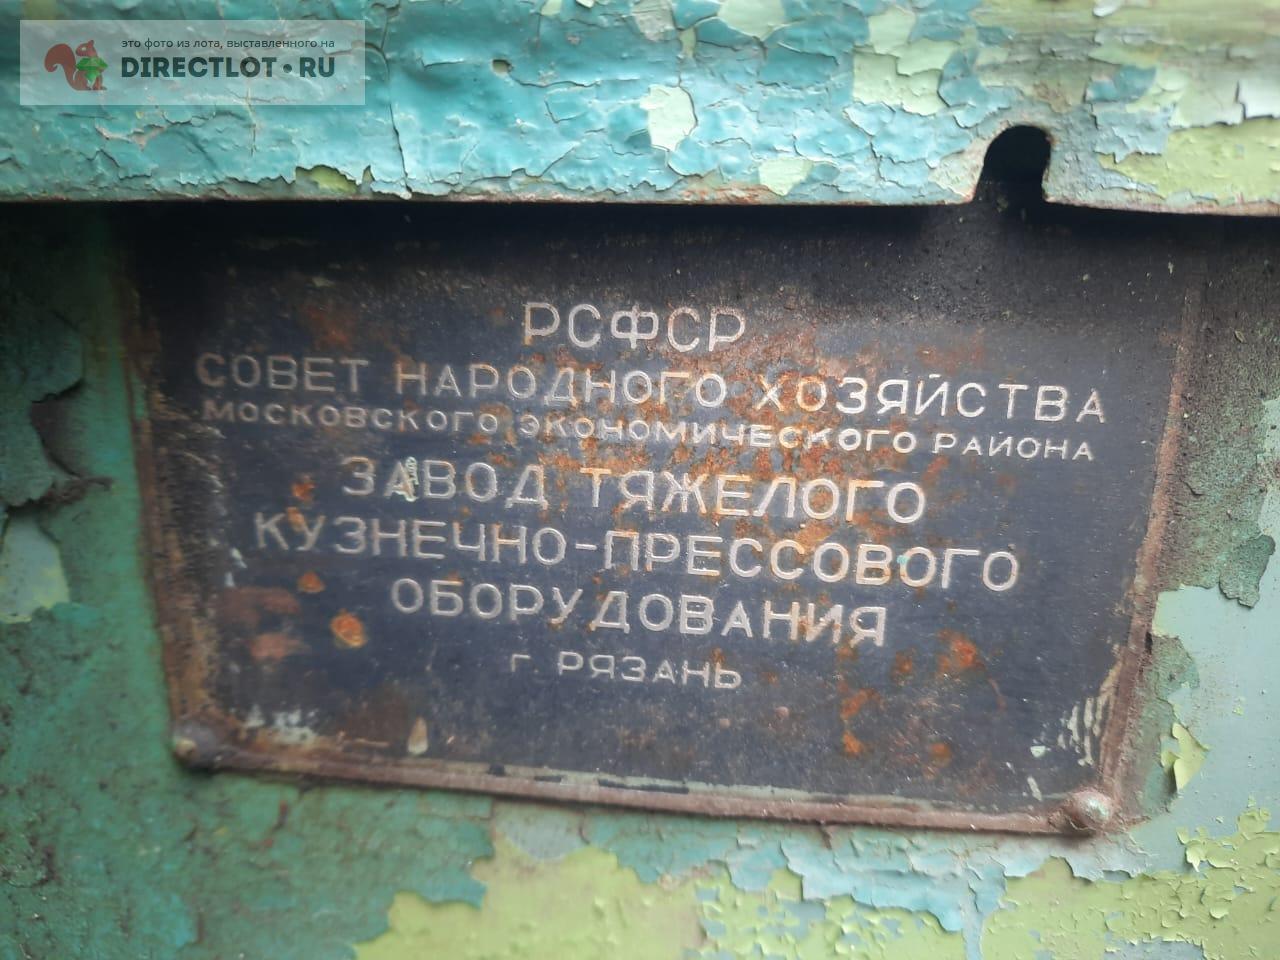 это фото из лота, выставленного на
DIRECTLOT.RU
РСФСР
СОВЕТ НАРОДНОГО ХОЗЯЙСТВА
МОСКОВСКОГО ЭКОНОМИЧЕСКОГО РАЙОНА
ЗАВОД ТЯЖЕЛОГО
КУЗНЕЧНО-ПРЕССОВОГО
ОБОРУДОВАНИЯ
г. РЯЗАНЬ